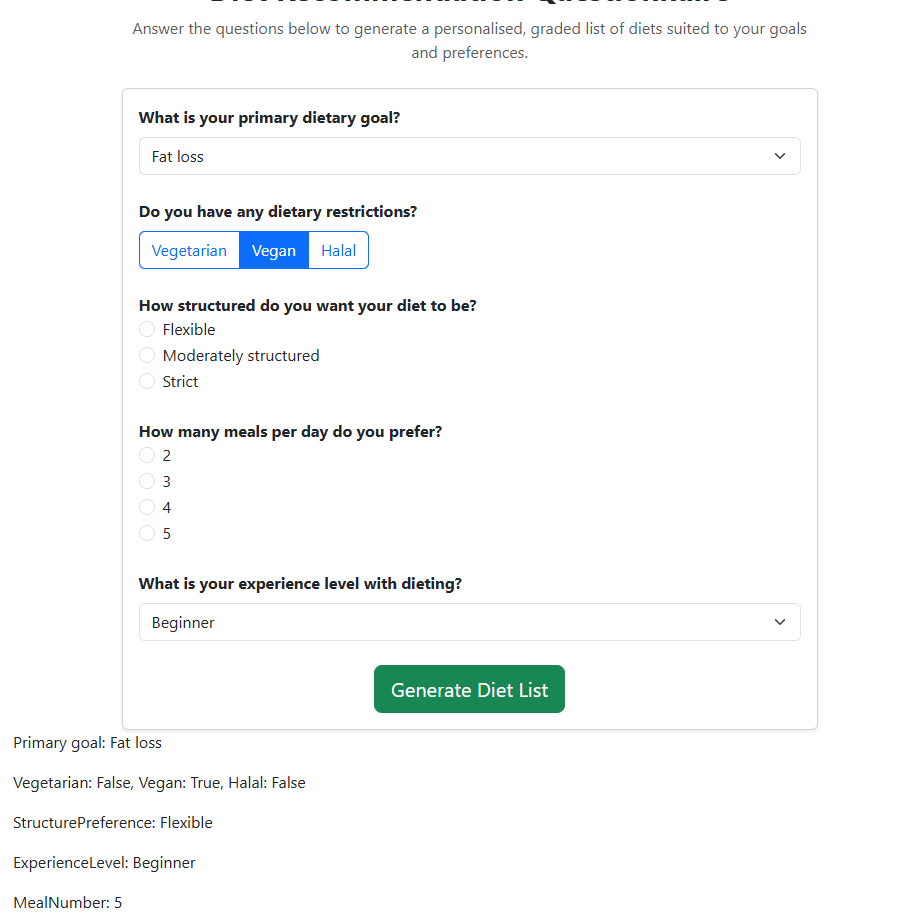 Diet Recommendation Questionnaire
Answer the questions below to generate a personalised, graded list of diets suited to your goals
and preferences.
What is your primary dietary goal?
Fat loss
Do you have any dietary restrictions?
Vegetarian Vegan Halal
How structured do you want your diet to be?
Flexible
Moderately structured
Strict
How many meals per day do you prefer?
2
3
4
5
What is your experience level with dieting?
Beginner
Generate Diet List
Primary goal: Fat loss
Vegetarian: False, Vegan: True, Halal: False
StructurePreference: Flexible
ExperienceLevel: Beginner
MealNumber: 5